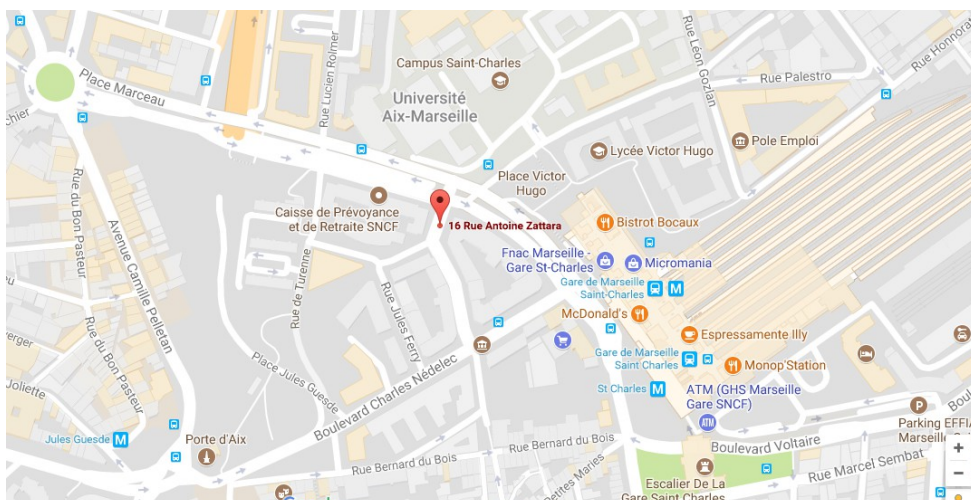 Place Marceau
Rue Lucien Rolmer
Campus Saint-Charles
Université
Aix-Marseille
Rue Léon Gozlan
Rue Palestro
Rue Honnorat
chier
Lycée Victor Hugo
Pole Emploi
Place Victor
Hugo
Caisse de Prévoyance
et de Retraite SNCF
16 Rue Antoine Zattara
Bistrot Bocaux
Fnac Marseille -
Gare St-Charles
Micromania
Gare de Marseille
Saint-Charles
M
McDonald's
Espressamente Illy
Gare de Marseille
Saint Charles
Monop'Station
St Charles
M
ATM (GHS Marseille
Gare SNCF)
ATM
P
Parking EFFIA
Marseille
Rue du Bon Pasteur
Avenue Camille Pelletan
Rue de Turenne
Rue Jules Ferry
Place Jules Guesde
Boulevard Charles Nédelec
Rue du Bon Pasteur
Joliette
Jules Guesde
M
Porte d'Aix
Rue Bernard du Bois
Rue Bernard du Bois
Petites Maries
Boulevard Voltaire
Rue Marcel Sembat
Escalier De La
Gare Saint Charles
+
−